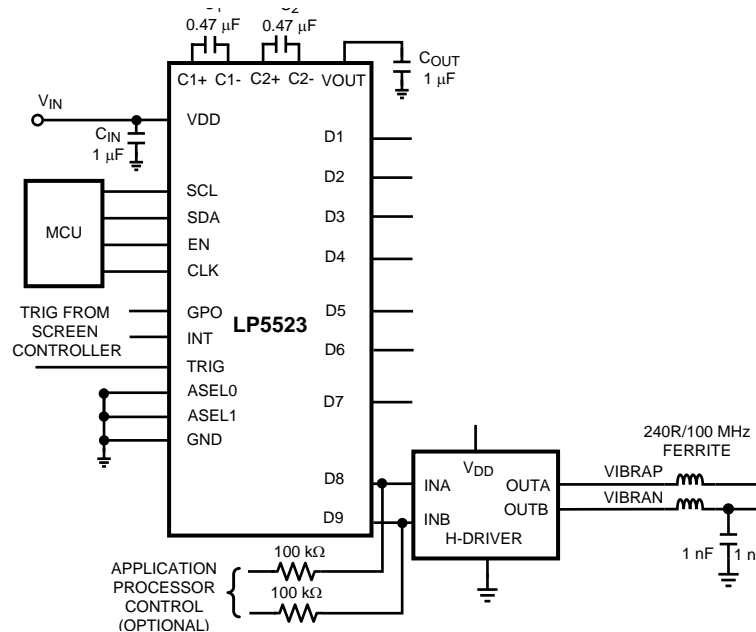 0.47 µF
0.47 µF
C1+ C1- C2+ C2- VOUT
COUT
1 µF
VIN
CIN
1 µF
VDD
D1
D2
D3
D4
D5
D6
D7
D8
D9
MCU
SCL
SDA
EN
CLK
TRIG FROM
SCREEN
CONTROLLER
GPO
INT
TRIG
ASEL0
ASEL1
GND
LP5523
240R/100 MHz
FERRITE
VDD
INA
INB
OUTA
OUTB
H-DRIVER
VIBRAP
VIBRAN
1 nF
APPLICATION
PROCESSOR
CONTROL
(OPTIONAL)
100 kΩ
100 kΩ